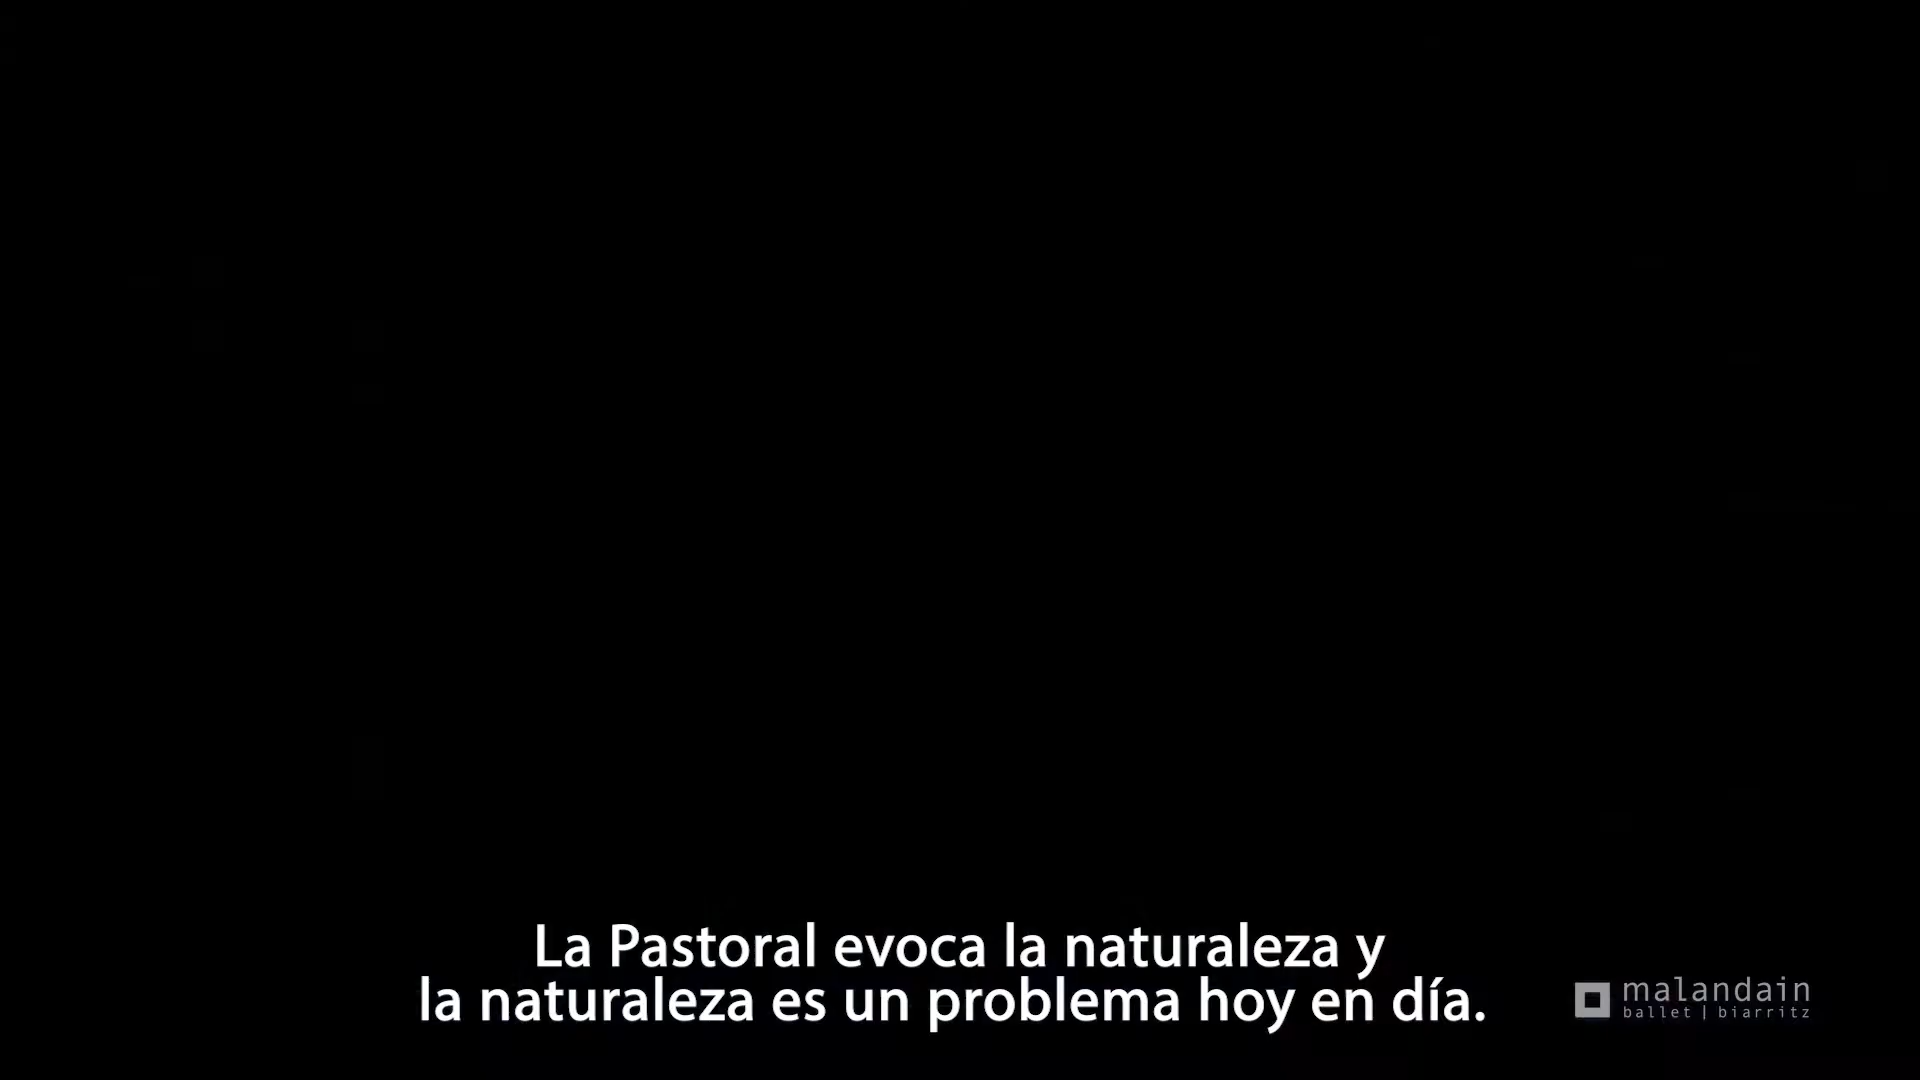 La Pastoral evoca la naturaleza y
la naturaleza es un problema hoy en día.
malandain
ballet | biarritz